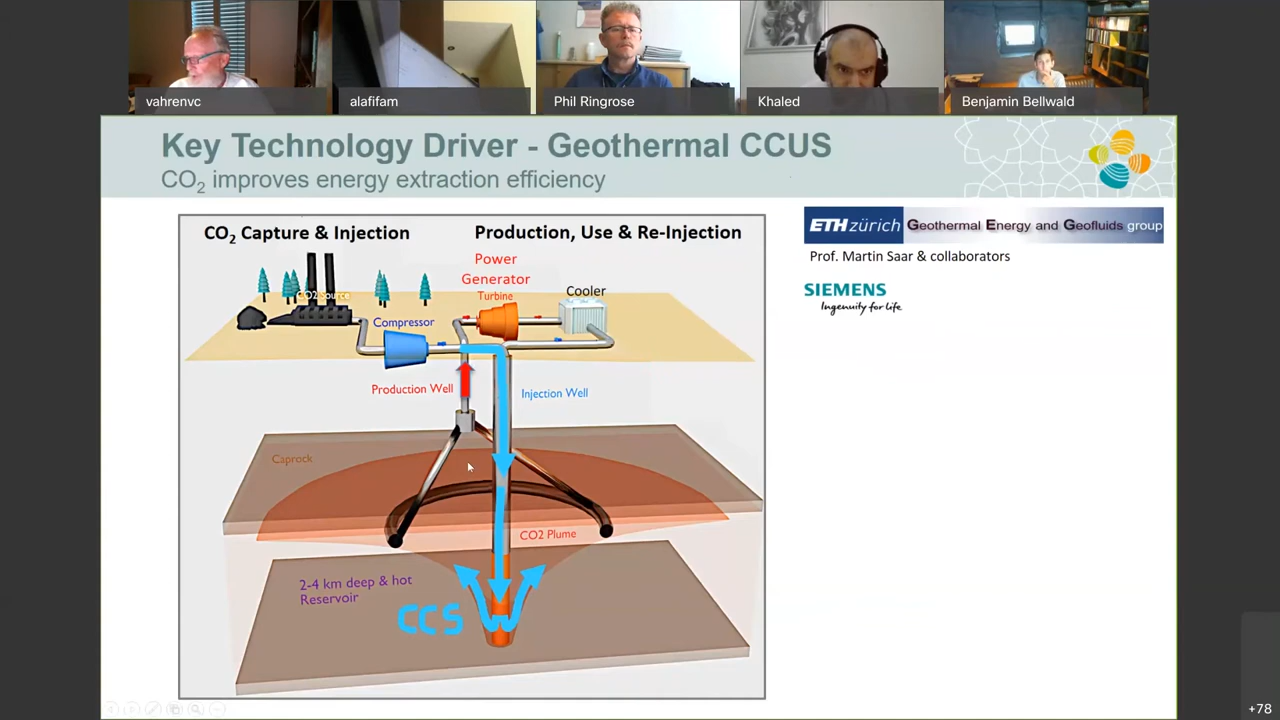 vahrenvc
alafifam
Phil Ringrose
Khaled
Benjamin Bellwald
Key Technology Driver - Geothermal CCUS
CO2 improves energy extraction efficiency
CO2 Capture & Injection
Production, Use & Re-Injection
Power
Generator
Turbine
Cooler
CO2 Source
Compressor
Production Well
Injection Well
Caprock
CO2 Plume
2-4 km deep & hot
Reservoir
CCS
ETH zürich
Geothermal Energy and Geofluids group
Prof. Martin Saar & collaborators
SIEMENS
Ingenuity for life
+78